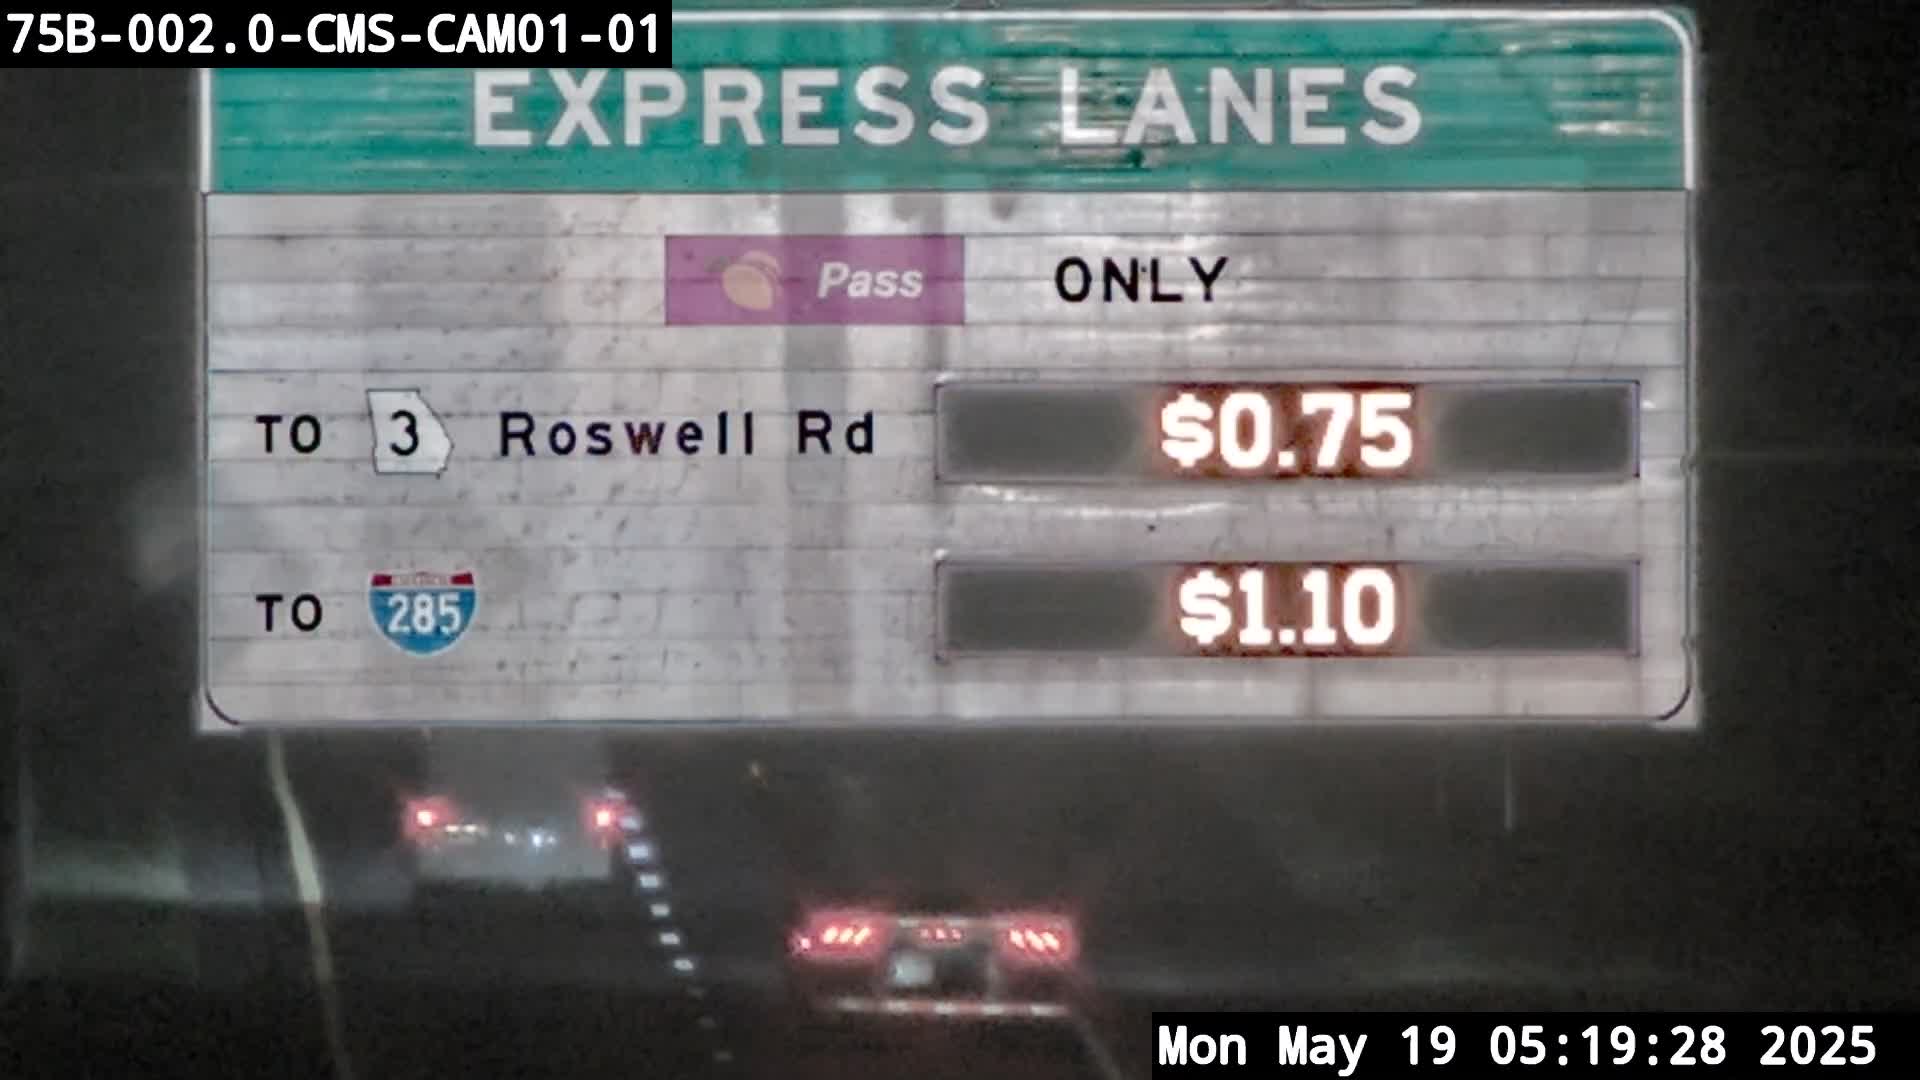 75B-002.0-CMS-CAM01-01
EXPRESS LANES
Pass ONLY
TO 3 Roswell Rd $0.75
TO 285 $1.10
Mon May 19 05:19:28 2025